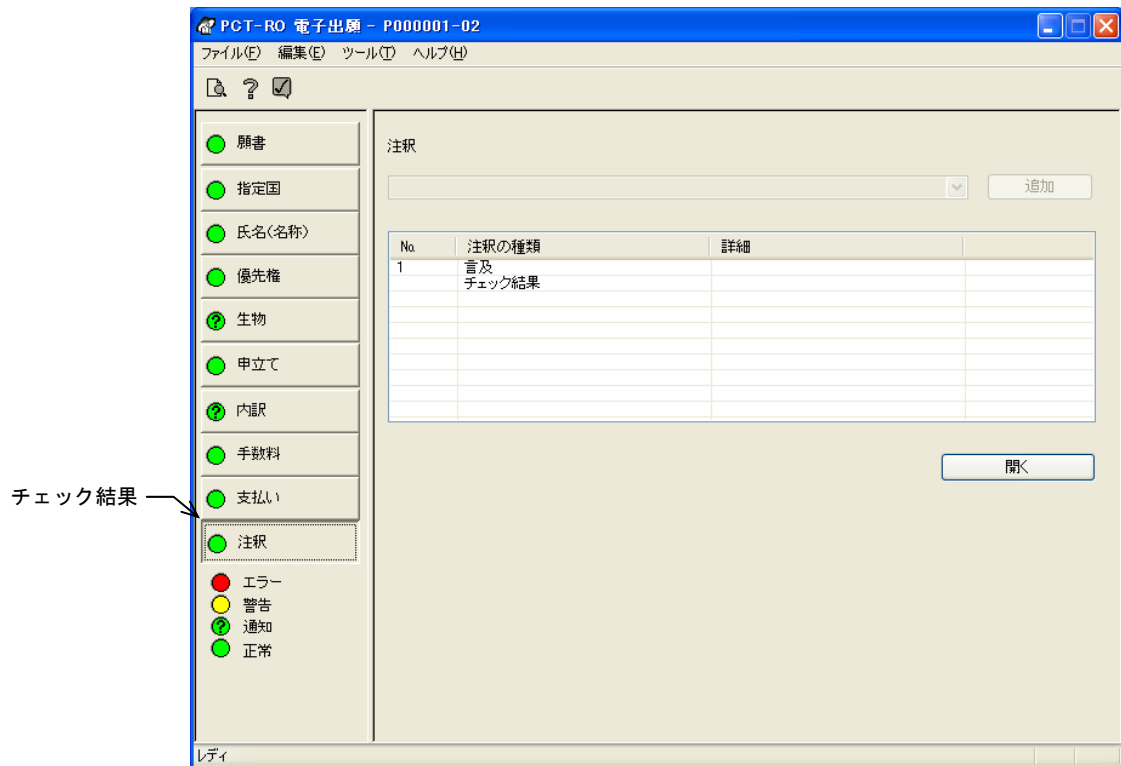 PCT-RO 電子出願 - P000001-02
ファイル(F) 編集(E) ツール(T) ヘルプ(H)
願書
指定国
氏名(名称)
優先権
生物
申立て
内訳
手数料
支払い
注釈
エラー
警告
通知
正常
チェック結果
注釈
追加
No. 注釈の種類 詳細
1 言及
チェック結果
開く
レディ